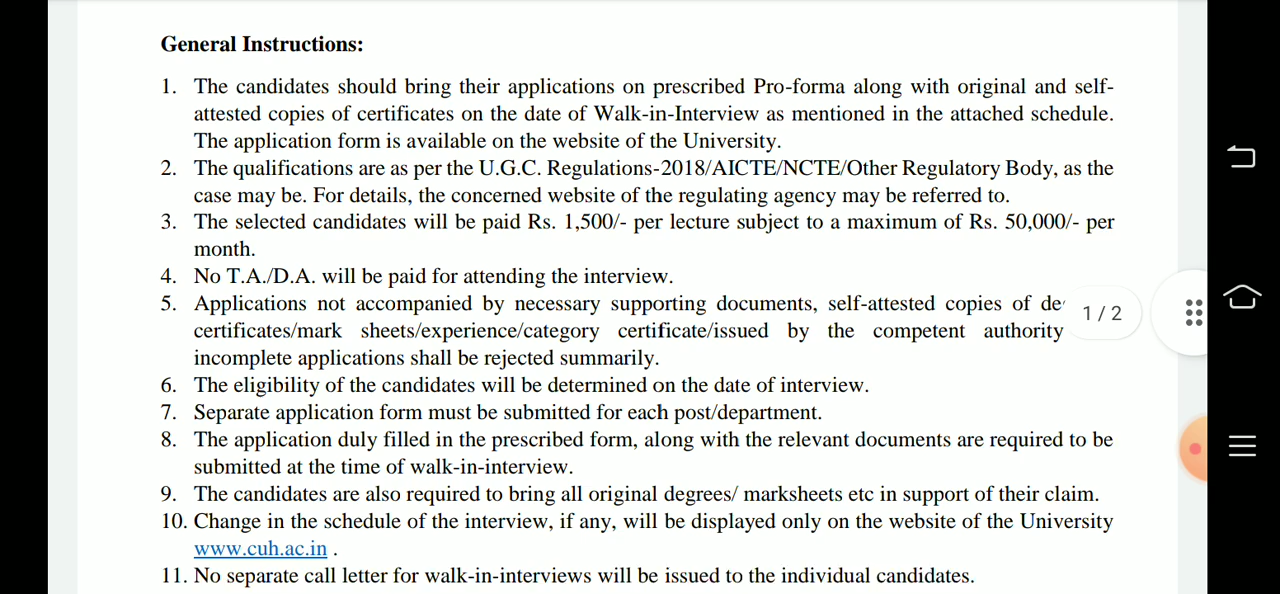 General Instructions:
1. The candidates should bring their applications on prescribed Pro-forma along with original and self-
attested copies of certificates on the date of Walk-in-Interview as mentioned in the attached schedule.
The application form is available on the website of the University.
2. The qualifications are as per the U.G.C. Regulations-2018/AICTE/NCTE/Other Regulatory Body, as the
case may be. For details, the concerned website of the regulating agency may be referred to.
3. The selected candidates will be paid Rs. 1,500/- per lecture subject to a maximum of Rs. 50,000/- per
month.
4. No T.A./D.A. will be paid for attending the interview.
5. Applications not accompanied by necessary supporting documents, self-attested copies of
certificates/mark sheets/experience/category certificate/issued by the competent authority
incomplete applications shall be rejected summarily.
1 / 2
6. The eligibility of the candidates will be determined on the date of interview.
7. Separate application form must be submitted for each post/department.
8. The application duly filled in the prescribed form, along with the relevant documents are required to be
submitted at the time of walk-in-interview.
9. The candidates are also required to bring all original degrees/ marksheets etc in support of their claim.
10. Change in the schedule of the interview, if any, will be displayed only on the website of the University
www.cuh.ac.in .
11. No separate call letter for walk-in-interviews will be issued to the individual candidates.